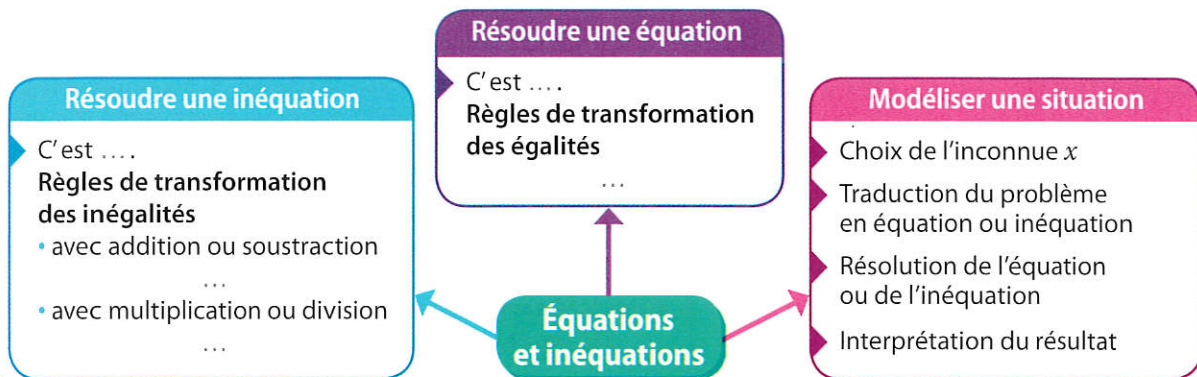 Résoudre une équation
C'est ….
Règles de transformation
des égalités
…
Résoudre une inéquation
C'est ….
Règles de transformation
des inégalités
• avec addition ou soustraction
…
• avec multiplication ou division
…
Modéliser une situation
Choix de l'inconnue x
Traduction du problème
en équation ou inéquation
Résolution de l'équation
ou de l'inéquation
Interprétation du résultat
Équations
et inéquations